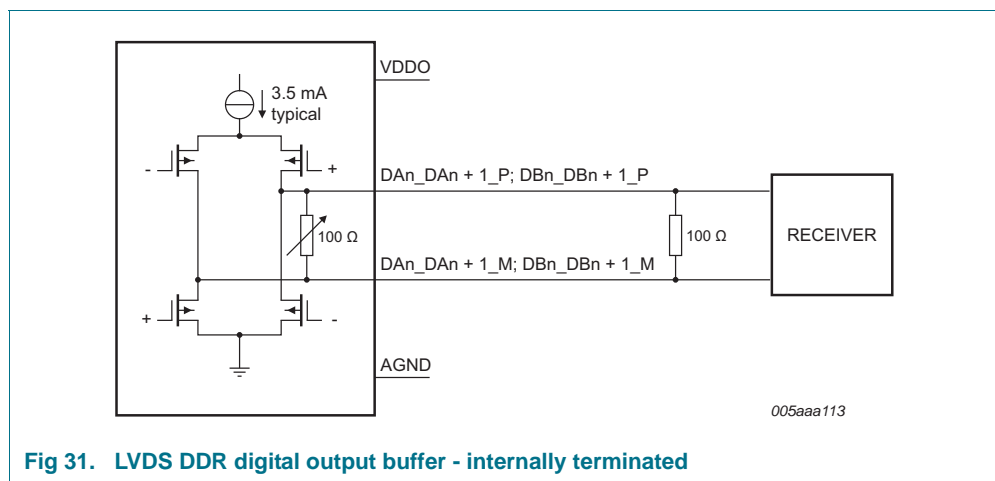 VDDO
3.5 mA
typical
-
+
DAn_DAn + 1_P; DBn_DBn + 1_P
100 Ω
100 Ω
RECEIVER
DAn_DAn + 1_M; DBn_DBn + 1_M
+
-
AGND
005aaa113
Fig 31. LVDS DDR digital output buffer - internally terminated